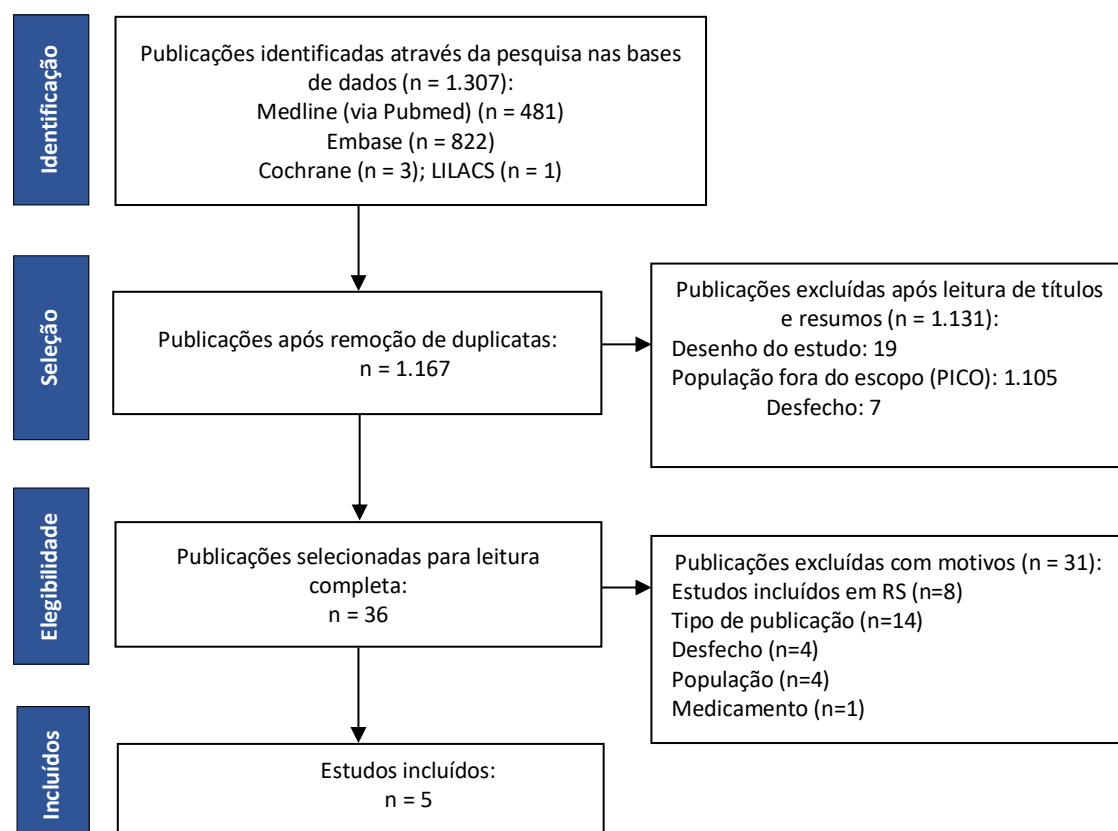 Identificação
Publicações identificadas através da pesquisa nas bases
de dados (n = 1.307):
Medline (via Pubmed) (n = 481)
Embase (n = 822)
Cochrane (n = 3); LILACS (n = 1)
Seleção
Publicações após remoção de duplicatas:
n = 1.167
Publicações excluídas após leitura de títulos
e resumos (n = 1.131):
Desenho do estudo: 19
População fora do escopo (PICO): 1.105
Desfecho: 7
Elegibilidade
Publicações selecionadas para leitura
completa:
n = 36
Publicações excluídas com motivos (n = 31):
Estudos incluídos em RS (n=8)
Tipo de publicação (n=14)
Desfecho (n=4)
População (n=4)
Medicamento (n=1)
Incluídos
Estudos incluídos:
n = 5